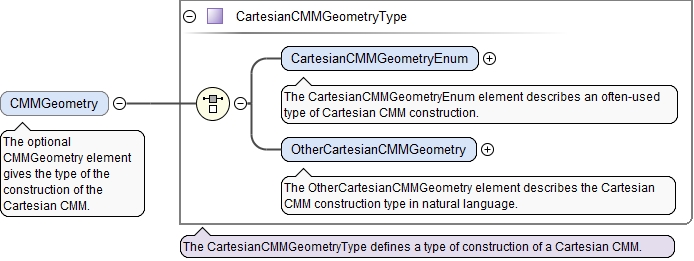 CartesianCMMGeometryType
CartesianCMMGeometryEnum
The CartesianCMMGeometryEnum element describes an often-used
type of Cartesian CMM construction.
CMMGeometry
The optional
CMMGeometry element
gives the type of the
construction of the
Cartesian CMM.
OtherCartesianCMMGeometry
The OtherCartesianCMMGeometry element describes the Cartesian
CMM construction type in natural language.
The CartesianCMMGeometryType defines a type of construction of a Cartesian CMM.